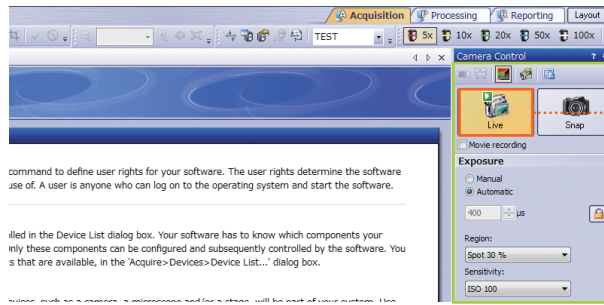 Acquisition Processing Reporting Layout
TEST 5x 10x 20x 50x 100x
Camera Control ?
Live Snap
Movie recording
command to define user rights for your software. The user rights determine the software
use of. A user is anyone who can log on to the operating system and start the software.
Exposure
Manual
Automatic
400 µs
olled in the Device List dialog box. Your software has to know which components your
Only these components can be configured and subsequently controlled by the software. You
s that are available, in the 'Acquire>Devices>Device List...' dialog box.
Region:
Spot 30 %
Sensitivity:
ISO 100
devices, such as a camera, a microscope and/or a stage, will be part of your system. Use